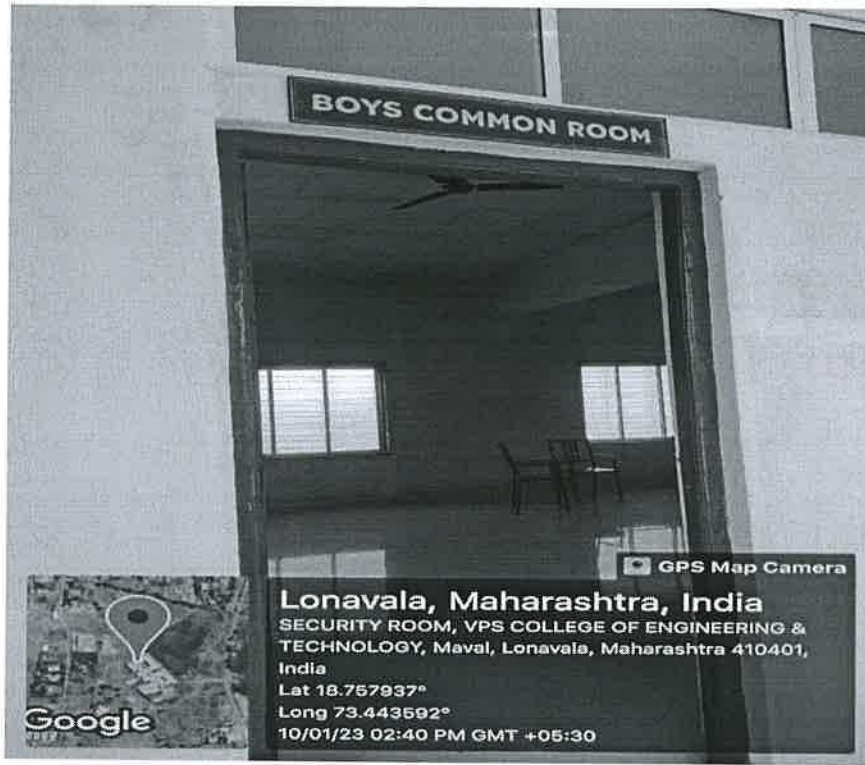 BOYS COMMON ROOM
GPS Map Camera
Lonavala, Maharashtra, India
SECURITY ROOM, VPS COLLEGE OF ENGINEERING &
TECHNOLOGY, Maval, Lonavala, Maharashtra 410401,
India
Lat 18.757937°
Long 73.443592°
10/01/23 02:40 PM GMT +05:30
Google